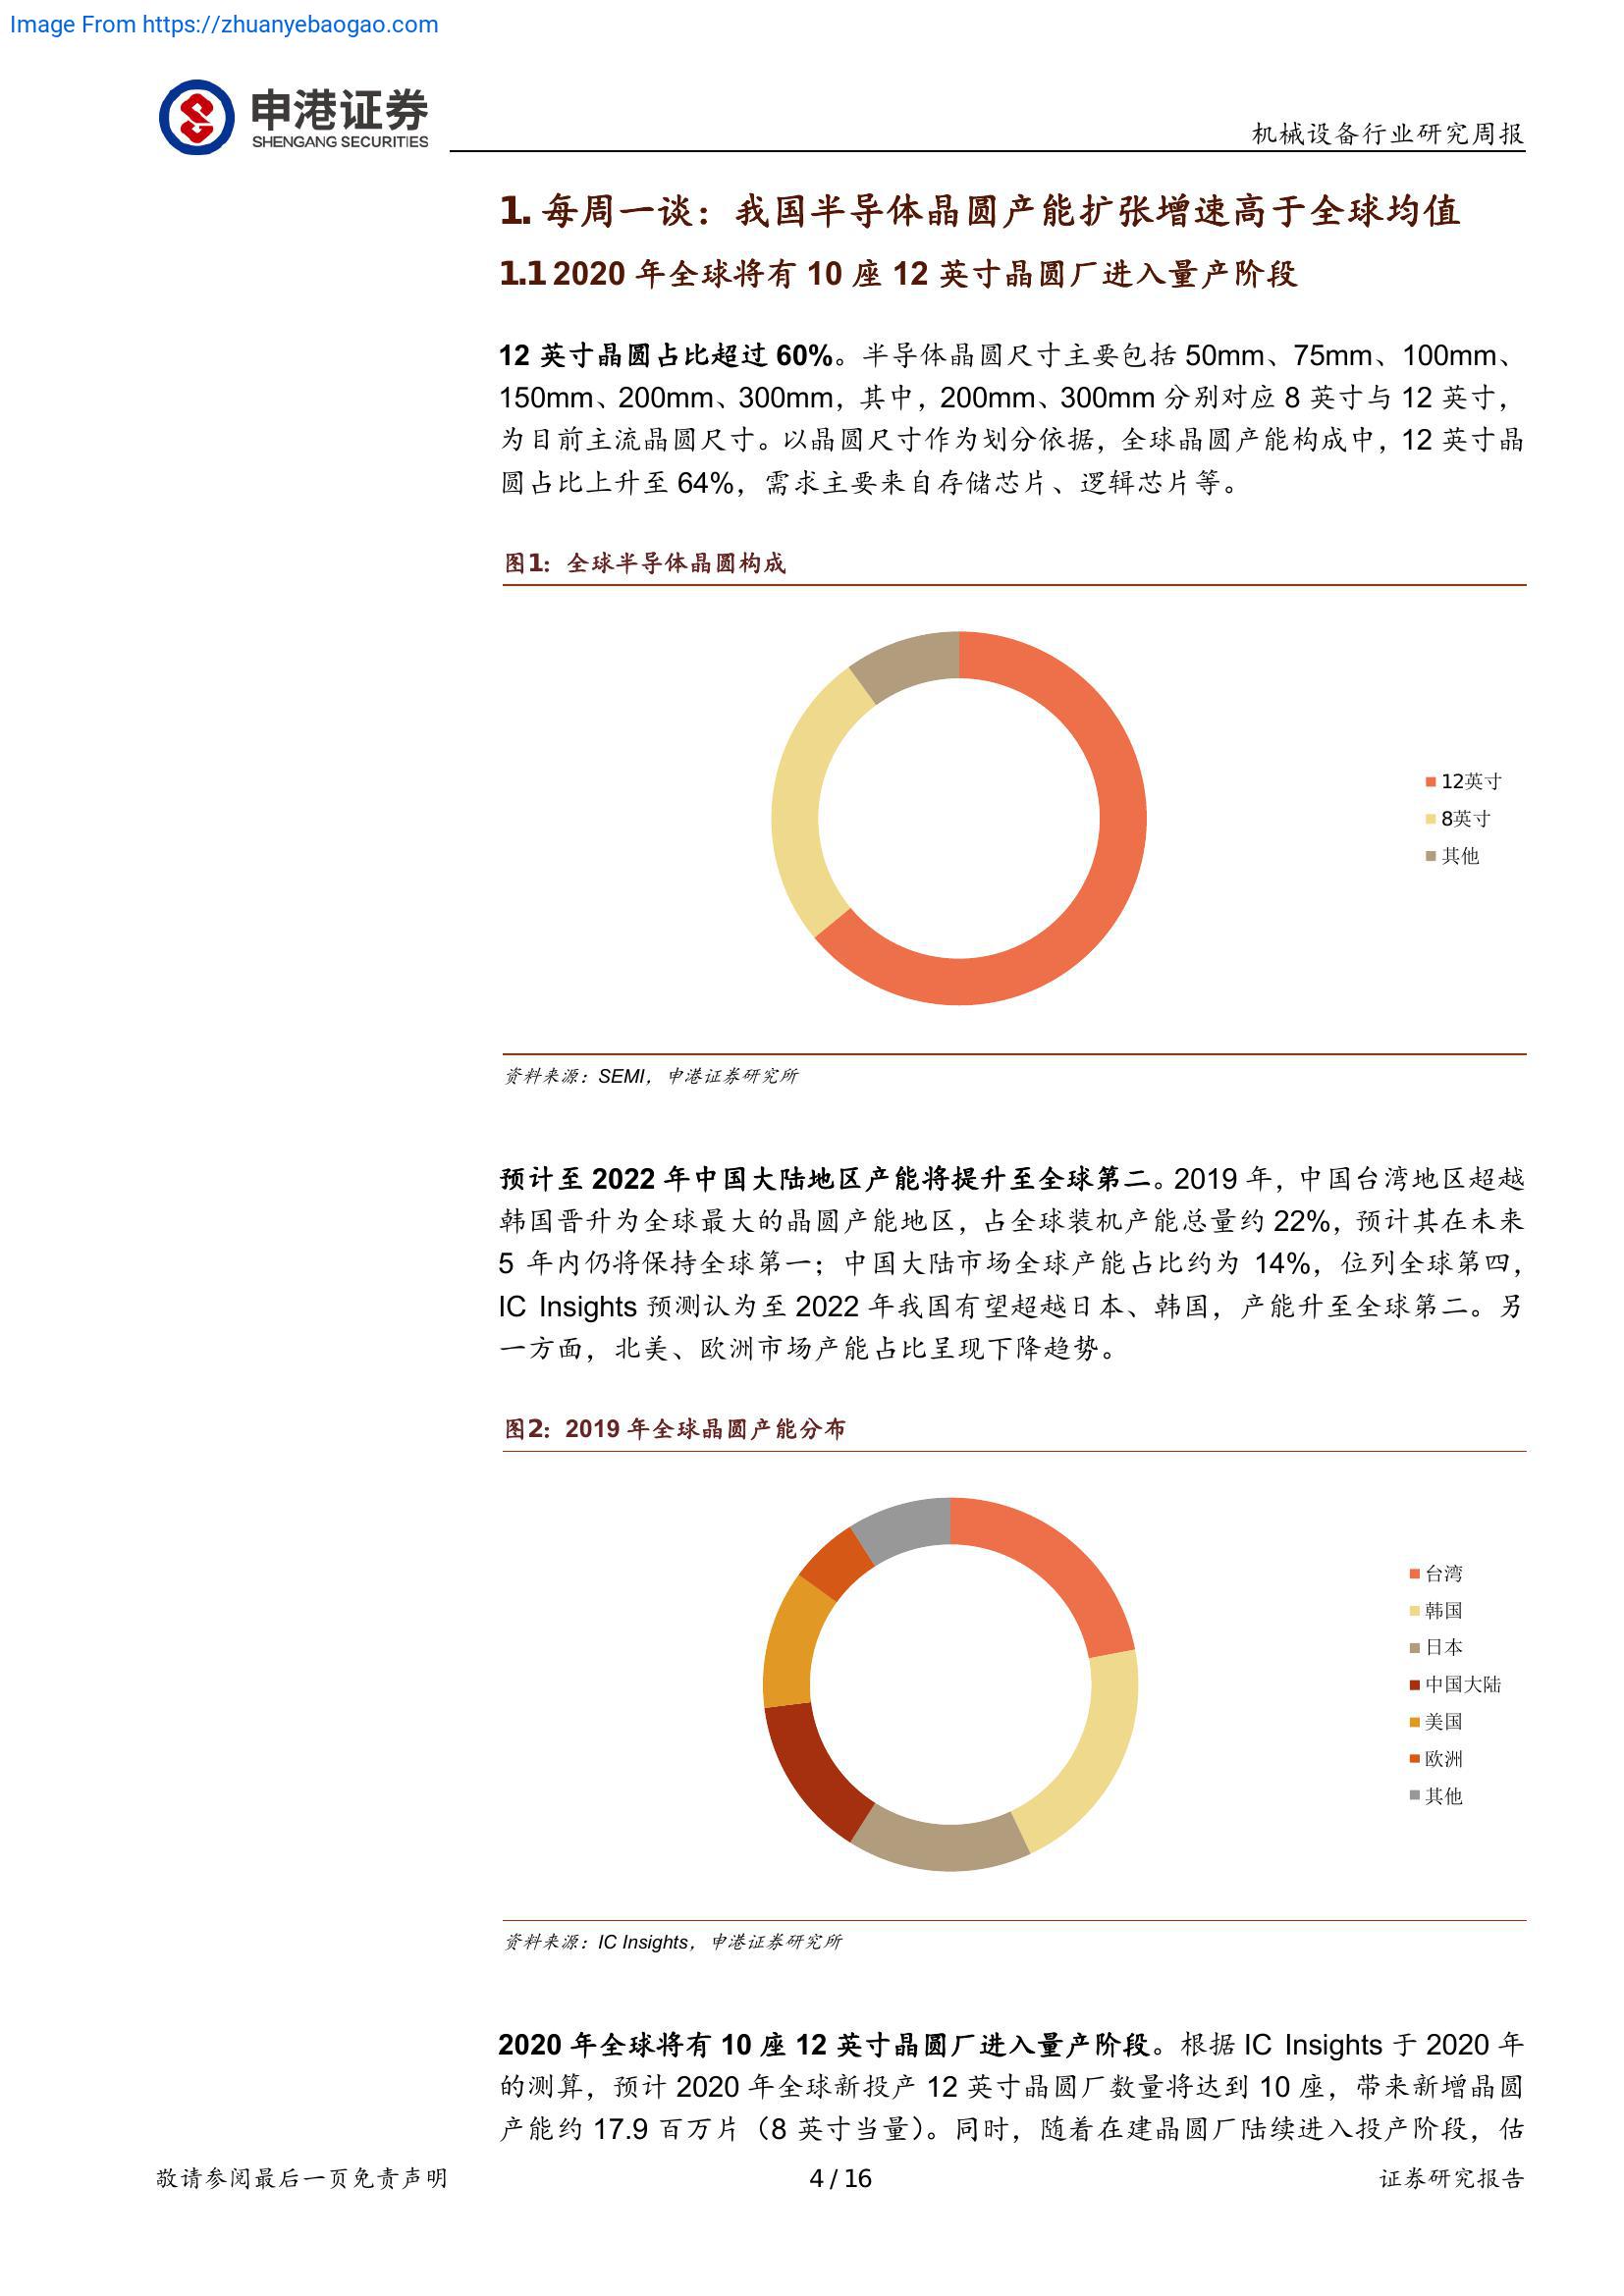 Image From https://zhuanyebaogao.com
申港证券
SHENGANG SECURITIES
机械设备行业研究周报
1. 每周一谈：我国半导体晶圆产能扩张增速高于全球均值
1.1 2020 年全球将有 10 座 12 英寸晶圆厂进入量产阶段
12 英寸晶圆占比超过 60%。半导体晶圆尺寸主要包括 50mm、75mm、100mm、
150mm、200mm、300mm，其中，200mm、300mm 分别对应 8 英寸与 12 英寸，
为目前主流晶圆尺寸。以晶圆尺寸作为划分依据，全球晶圆产能构成中，12 英寸晶
圆占比上升至 64%，需求主要来自存储芯片、逻辑芯片等。
图1：全球半导体晶圆构成
12英寸
8英寸
其他
资料来源：SEMI，申港证券研究所
预计至 2022 年中国大陆地区产能将提升至全球第二。2019 年，中国台湾地区超越
韩国晋升为全球最大的晶圆产能地区，占全球装机产能总量约 22%，预计其在未来
5 年内仍将保持全球第一；中国大陆市场全球产能占比约为 14%，位列全球第四，
IC Insights 预测认为至 2022 年我国有望超越日本、韩国，产能升至全球第二。另
一方面，北美、欧洲市场产能占比呈现下降趋势。
图2：2019 年全球晶圆产能分布
台湾
韩国
日本
中国大陆
美国
欧洲
其他
资料来源：IC Insights，申港证券研究所
2020 年全球将有 10 座 12 英寸晶圆厂进入量产阶段。根据 IC Insights 于 2020 年
的测算，预计 2020 年全球新投产 12 英寸晶圆厂数量将达到 10 座，带来新增晶圆
产能约 17.9 百万片（8 英寸当量）。同时，随着在建晶圆厂陆续进入投产阶段，估
敬请参阅最后一页免责声明
4 / 16
证券研究报告